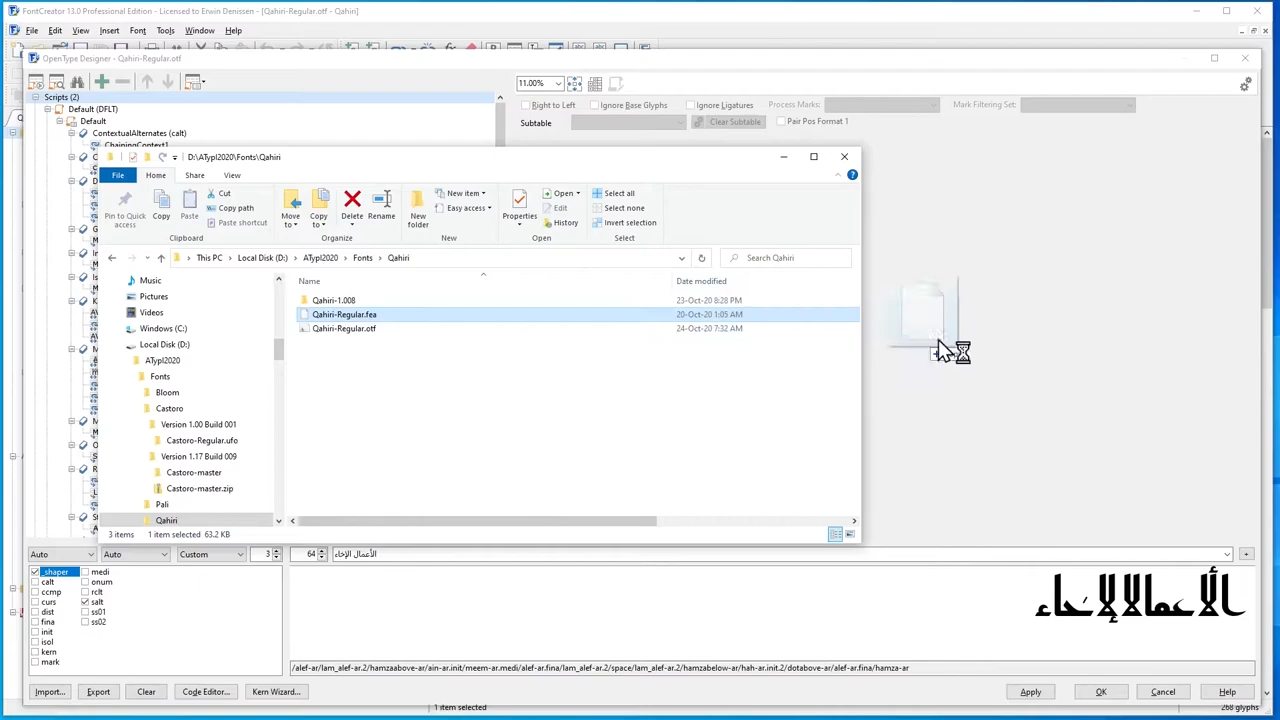 FontCreator 13.0 Professional Edition - Licensed to Erwin Denissen - [Qahiri-Regular.otf - Qahiri]
File Edit View Insert Font Tools Window Help
OpenType Designer - Qahiri-Regular.otf
11.00%
Scripts (2)
Right to Left Ignore Base Glyphs Ignore Ligatures Process Marks: Mark Filtering Set:
Default (DFLT)
Default
Subtable Clear Subtable Pair Pos Format 1
ContextualAlternates (calt)
ChainingContext1
D:\ATypI2020\Fonts\Qahiri
File Home Share View
Pin to Quick access Copy Paste Cut Copy path Paste shortcut
Move to Copy to Delete Rename New folder New item Easy access
Properties Open Edit History Select all Select none Invert selection
Clipboard Organize New Open Select
This PC Local Disk (D:) ATypI2020 Fonts Qahiri Search Qahiri
Name Date modified
Music
Pictures
Videos
Windows (C:)
Local Disk (D:)
ATypI2020
Fonts
Bloom
Castoro
Version 1.00 Build 001
Castoro-Regular.ufo
Version 1.17 Build 009
Castoro-master
Castoro-master.zip
Pali
Qahiri
Qahiri-1.008 23-Oct-20 8:28 PM
Qahiri-Regular.fea 20-Oct-20 1:05 AM
Qahiri-Regular.otf 24-Oct-20 7:32 AM
3 items 1 item selected 63.2 KB
Auto Auto Custom 3 64 الأعمال الإخاء
_shaper medi
calt onum
ccmp rclt
curs salt
dist ss01
fina ss02
init
isol
kern
mark
الأعمال الإخاء
/alef-ar/lam_alef-ar.2/hamzaabove-ar/ain-ar.init/meem-ar.medi/alef-ar.fina/lam_alef-ar.2/space/lam_alef-ar.2/hamzabelow-ar/hah-ar.init.2/dotabove-ar/alef-ar.fina/hamza-ar
Import... Export Clear Code Editor... Kern Wizard... Apply OK Cancel Help
1 item selected 268 glyphs